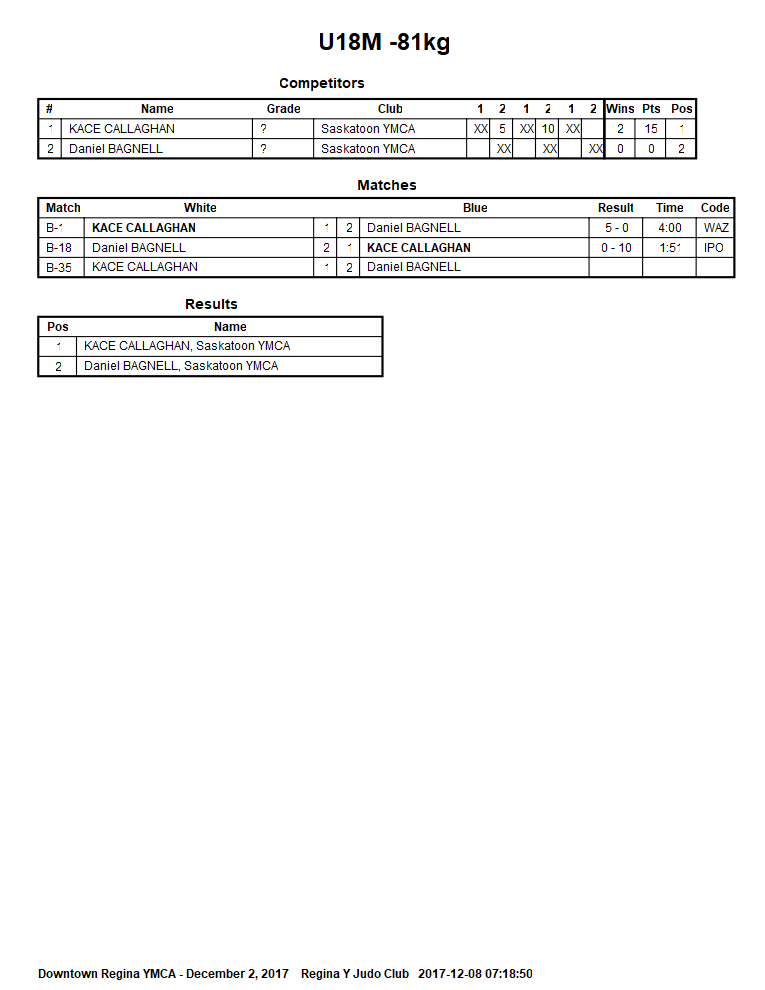 U18M -81kg
Competitors
# Name Grade Club 1 2 1 2 1 2 Wins Pts Pos
1 KACE CALLAGHAN ? Saskatoon YMCA XX 5 XX 10 XX 2 15 1
2 Daniel BAGNELL ? Saskatoon YMCA XX XX XX 0 0 2
Matches
Match White Blue Result Time Code
B-1 KACE CALLAGHAN 1 2 Daniel BAGNELL 5 - 0 4:00 WAZ
B-18 Daniel BAGNELL 2 1 KACE CALLAGHAN 0 - 10 1:51 IPO
B-35 KACE CALLAGHAN 1 2 Daniel BAGNELL
Results
Pos Name
1 KACE CALLAGHAN, Saskatoon YMCA
2 Daniel BAGNELL, Saskatoon YMCA
Downtown Regina YMCA - December 2, 2017 Regina Y Judo Club 2017-12-08 07:18:50